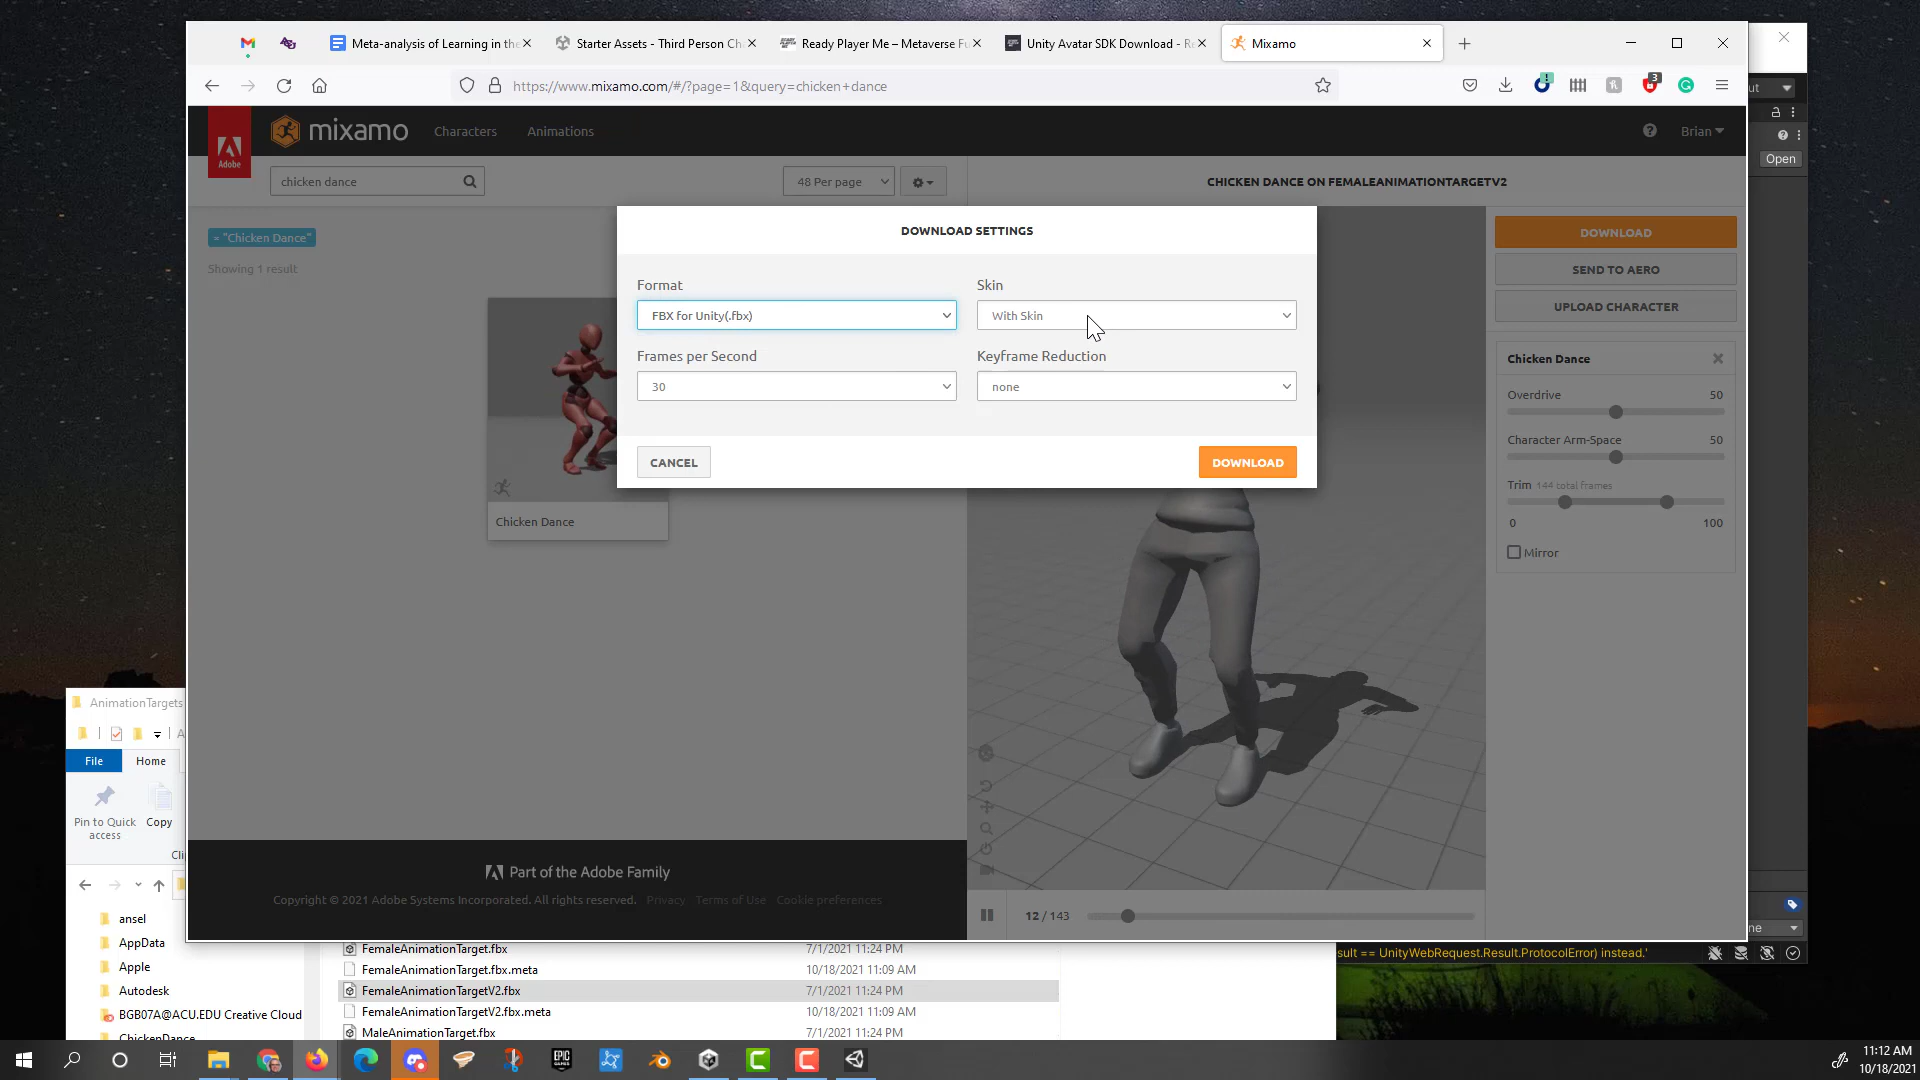 Meta-analysis of Learning in the
Starter Assets - Third Person Ch
Ready Player Me – Metaverse Fu
Unity Avatar SDK Download - Re
Mixamo
https://www.mixamo.com/#/?page=1&query=chicken+dance
3
Adobe
mixamo
Characters
Animations
Brian
Open
chicken dance
48 Per page
CHICKEN DANCE ON FEMALEANIMATIONTARGETV2
= "Chicken Dance"
Showing 1 result
DOWNLOAD SETTINGS
Format
Skin
FBX for Unity(.fbx)
With Skin
Frames per Second
Keyframe Reduction
30
none
CANCEL
DOWNLOAD
DOWNLOAD
SEND TO AERO
UPLOAD CHARACTER
Chicken Dance
Overdrive 50
Character Arm-Space 50
Trim 144 total frames
0 100
Mirror
Chicken Dance
Part of the Adobe Family
Copyright © 2021 Adobe Systems Incorporated. All rights reserved. Privacy Terms of Use Cookie preferences
12 / 143
AnimationTargets
File Home
Pin to Quick access
Copy
ansel
AppData
Apple
Autodesk
BGB07A@ACU.EDU Creative Cloud
ChickenDance
FemaleAnimationTarget.fbx 7/1/2021 11:24 PM
FemaleAnimationTarget.fbx.meta 10/18/2021 11:09 AM
FemaleAnimationTargetV2.fbx 7/1/2021 11:24 PM
FemaleAnimationTargetV2.fbx.meta 10/18/2021 11:09 AM
MaleAnimationTarget.fbx 7/1/2021 11:24 PM
sult == UnityWebRequest.Result.ProtocolError) instead.'
EPIC GAMES
11:12 AM
10/18/2021